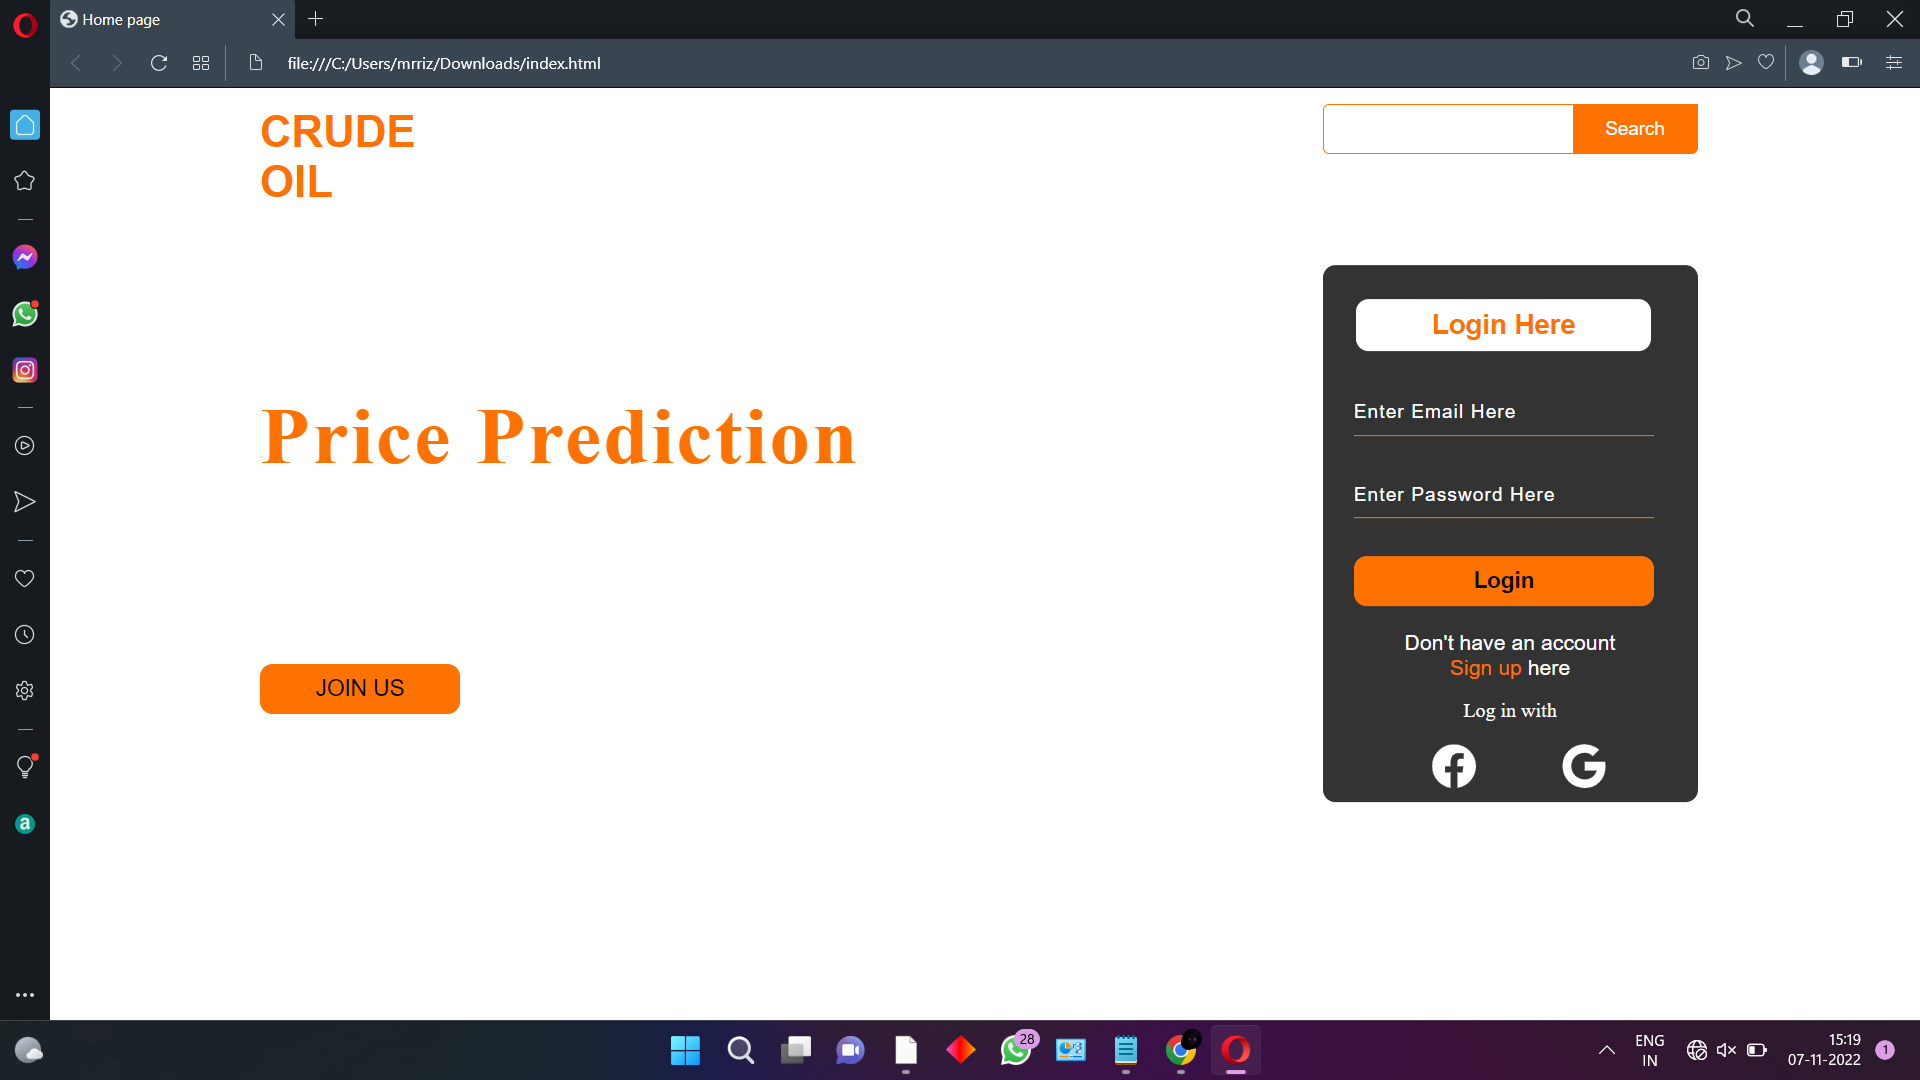 Home page
file:///C:/Users/mrriz/Downloads/index.html
CRUDE
OIL
Search
Login Here
Enter Email Here
Price Prediction
Enter Password Here
Login
Don't have an account
Sign up here
JOIN US
Log in with
a
28
ENG
IN
15:19
07-11-2022
1